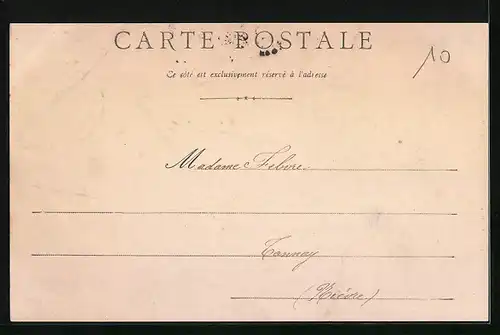 CARTE POSTALE
10
Ce côté est exclusivement réservé à l'adresse
Madame Febvre
Tannay
(Nièvre)